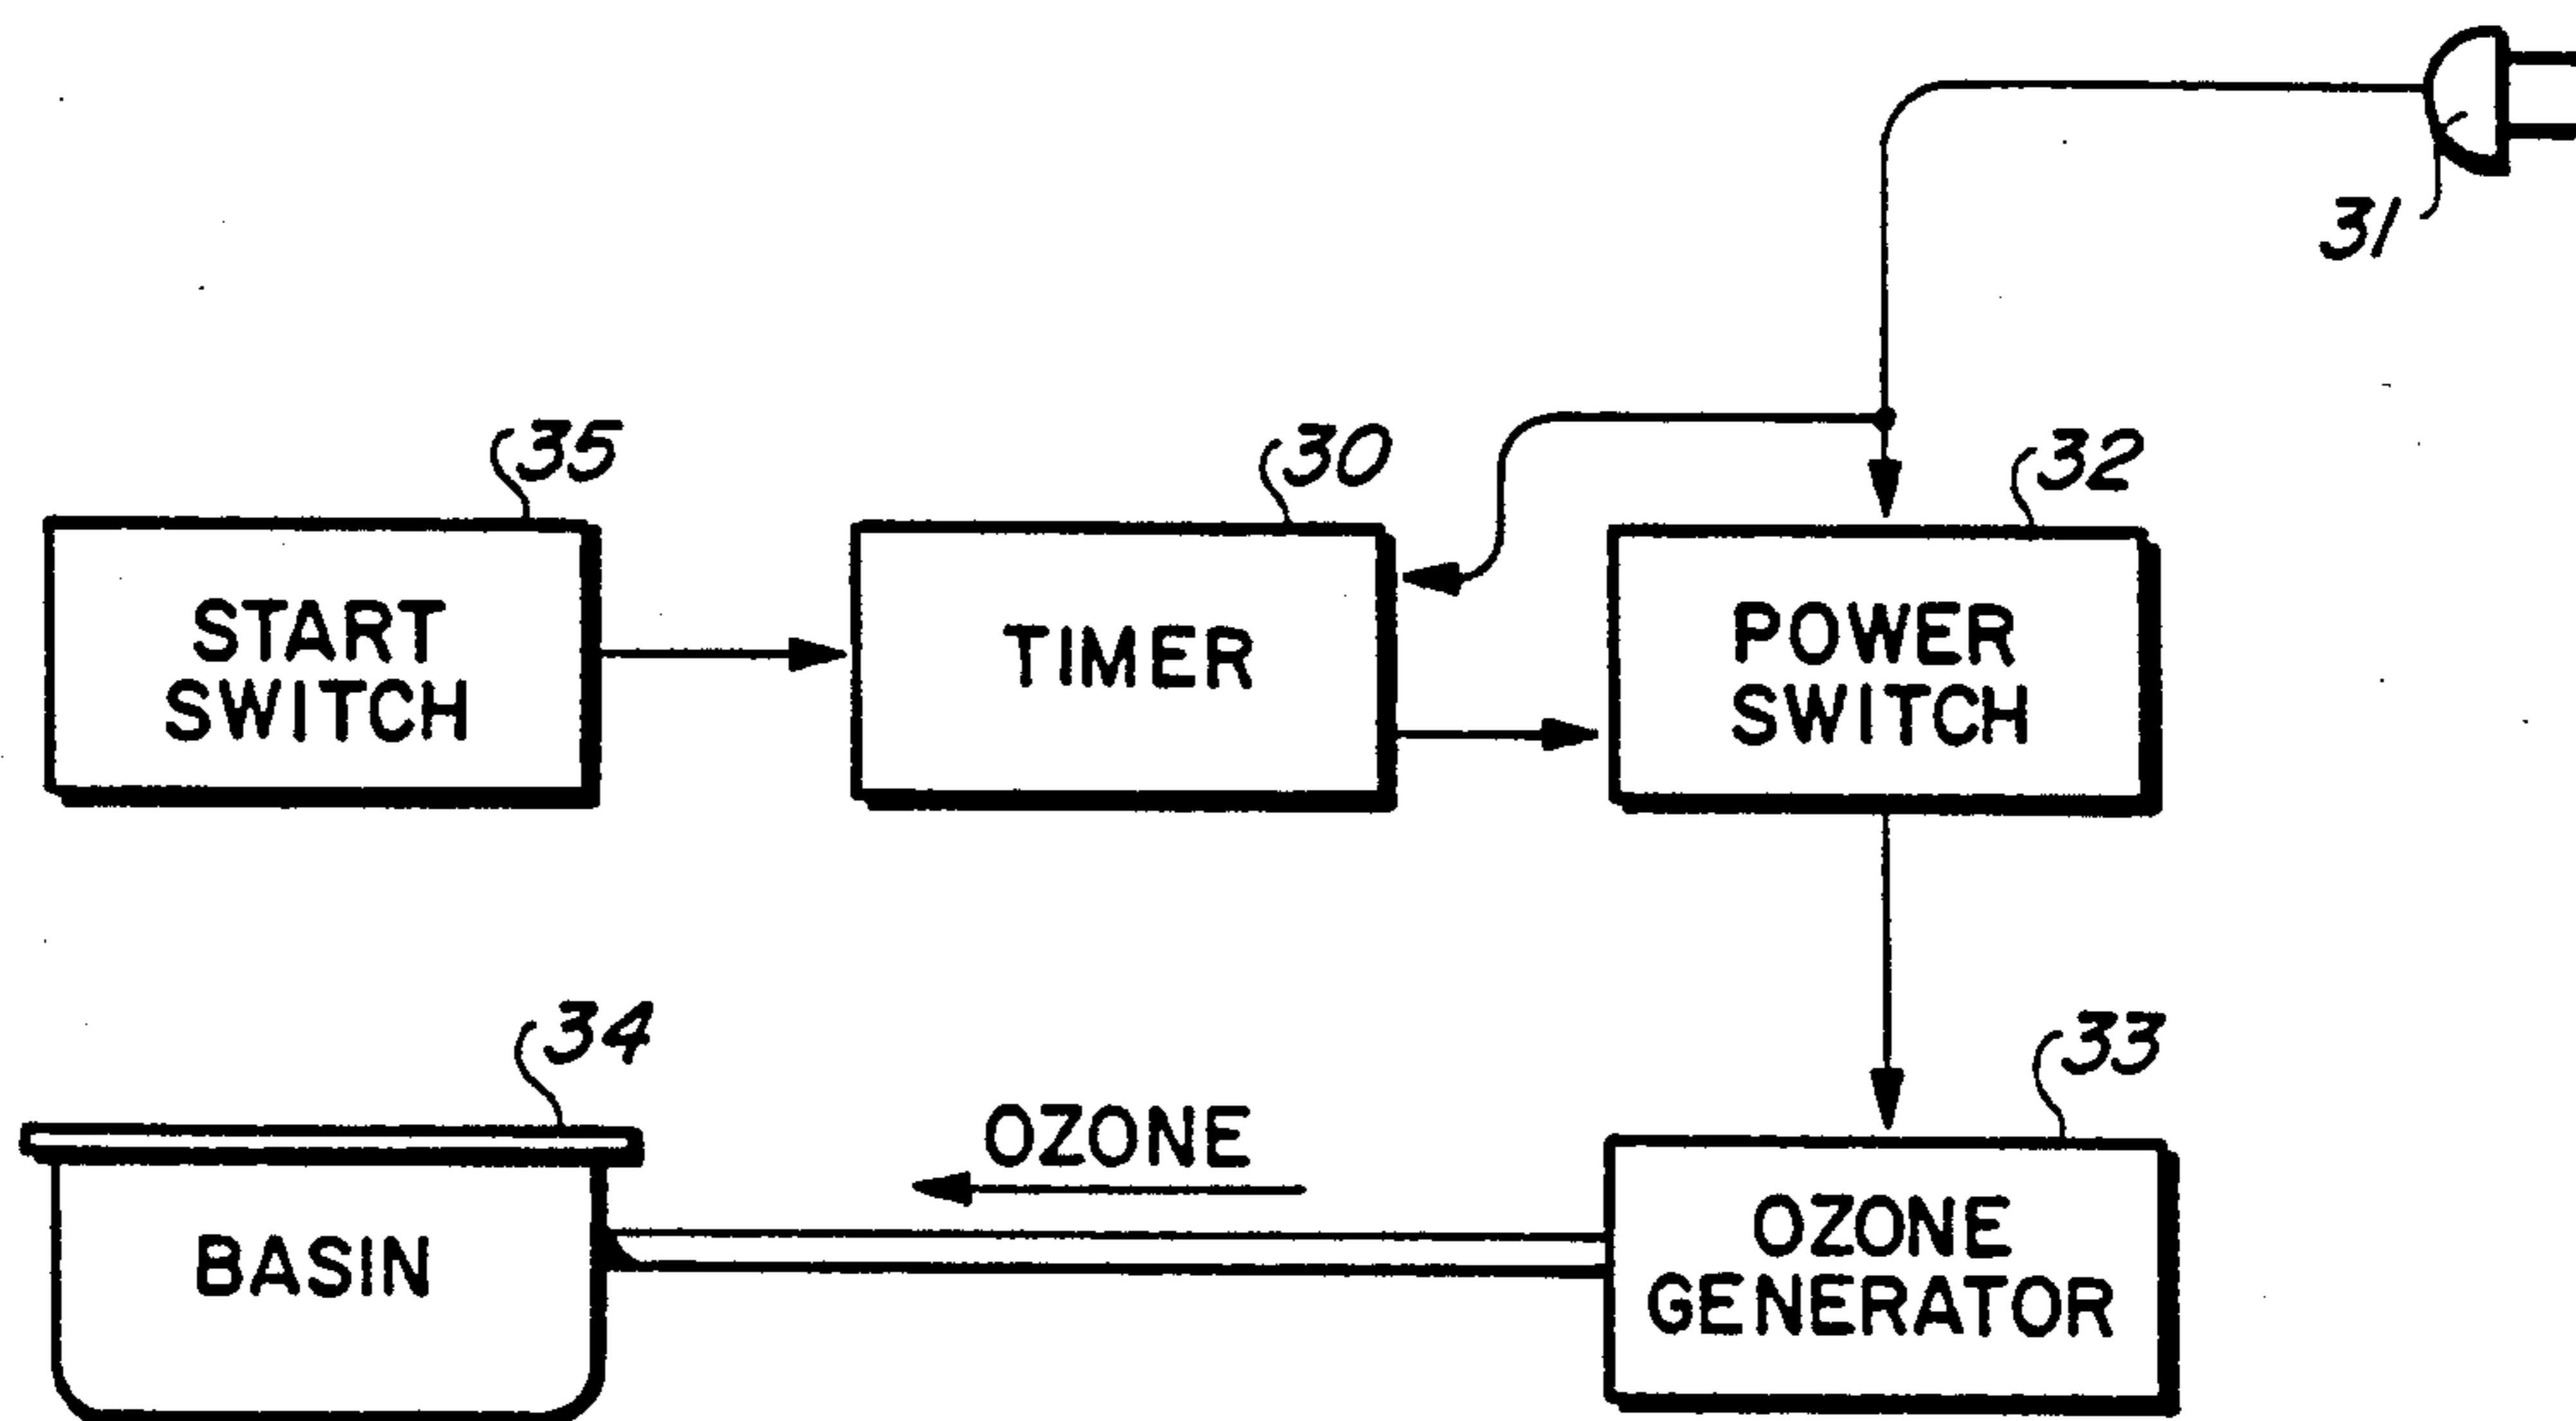 31
35
30
32
START
SWITCH
TIMER
POWER
SWITCH
34
33
OZONE
BASIN
OZONE
GENERATOR